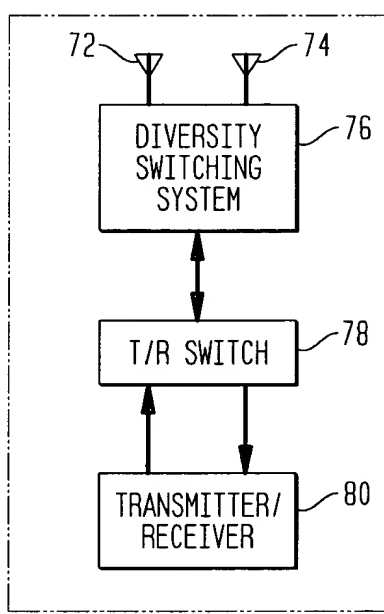 72
74
DIVERSITY
SWITCHING
SYSTEM
76
T/R SWITCH
78
TRANSMITTER/
RECEIVER
80